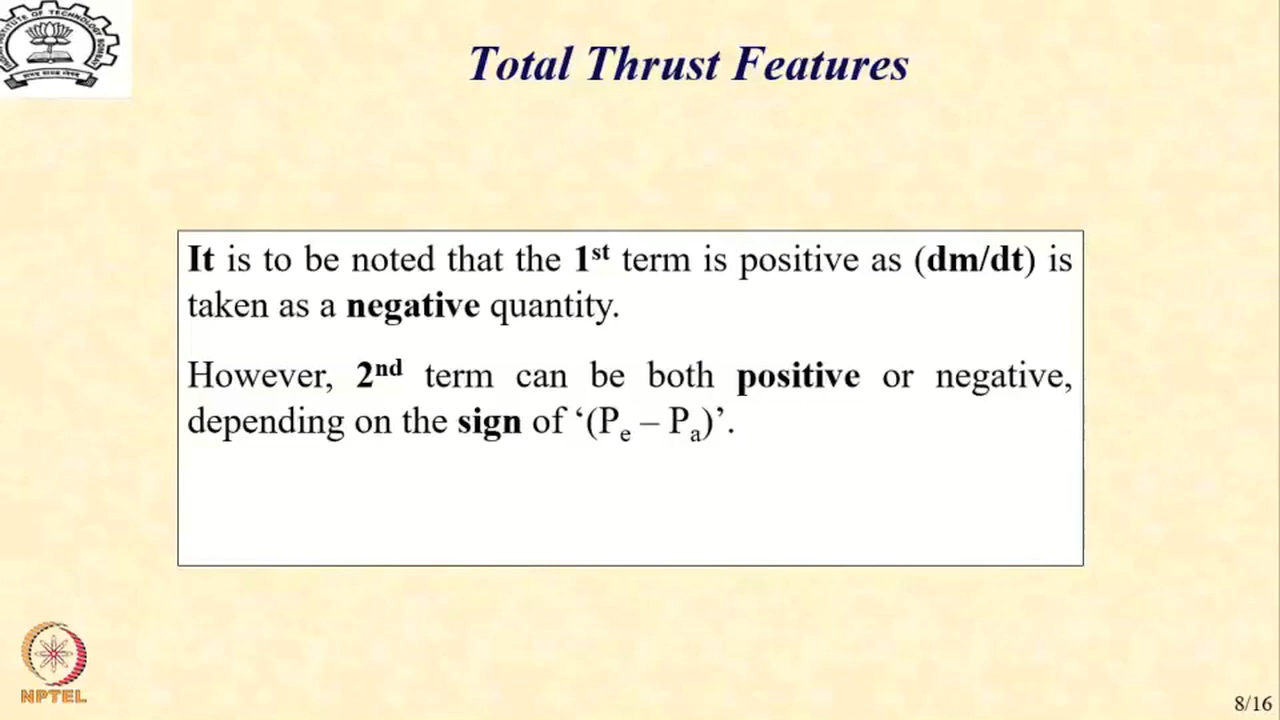 Total Thrust Features
It is to be noted that the 1st term is positive as (dm/dt) is
taken as a negative quantity.
However, 2nd term can be both positive or negative,
depending on the sign of ‘(Pe – Pa)’.
NPTEL
8/16